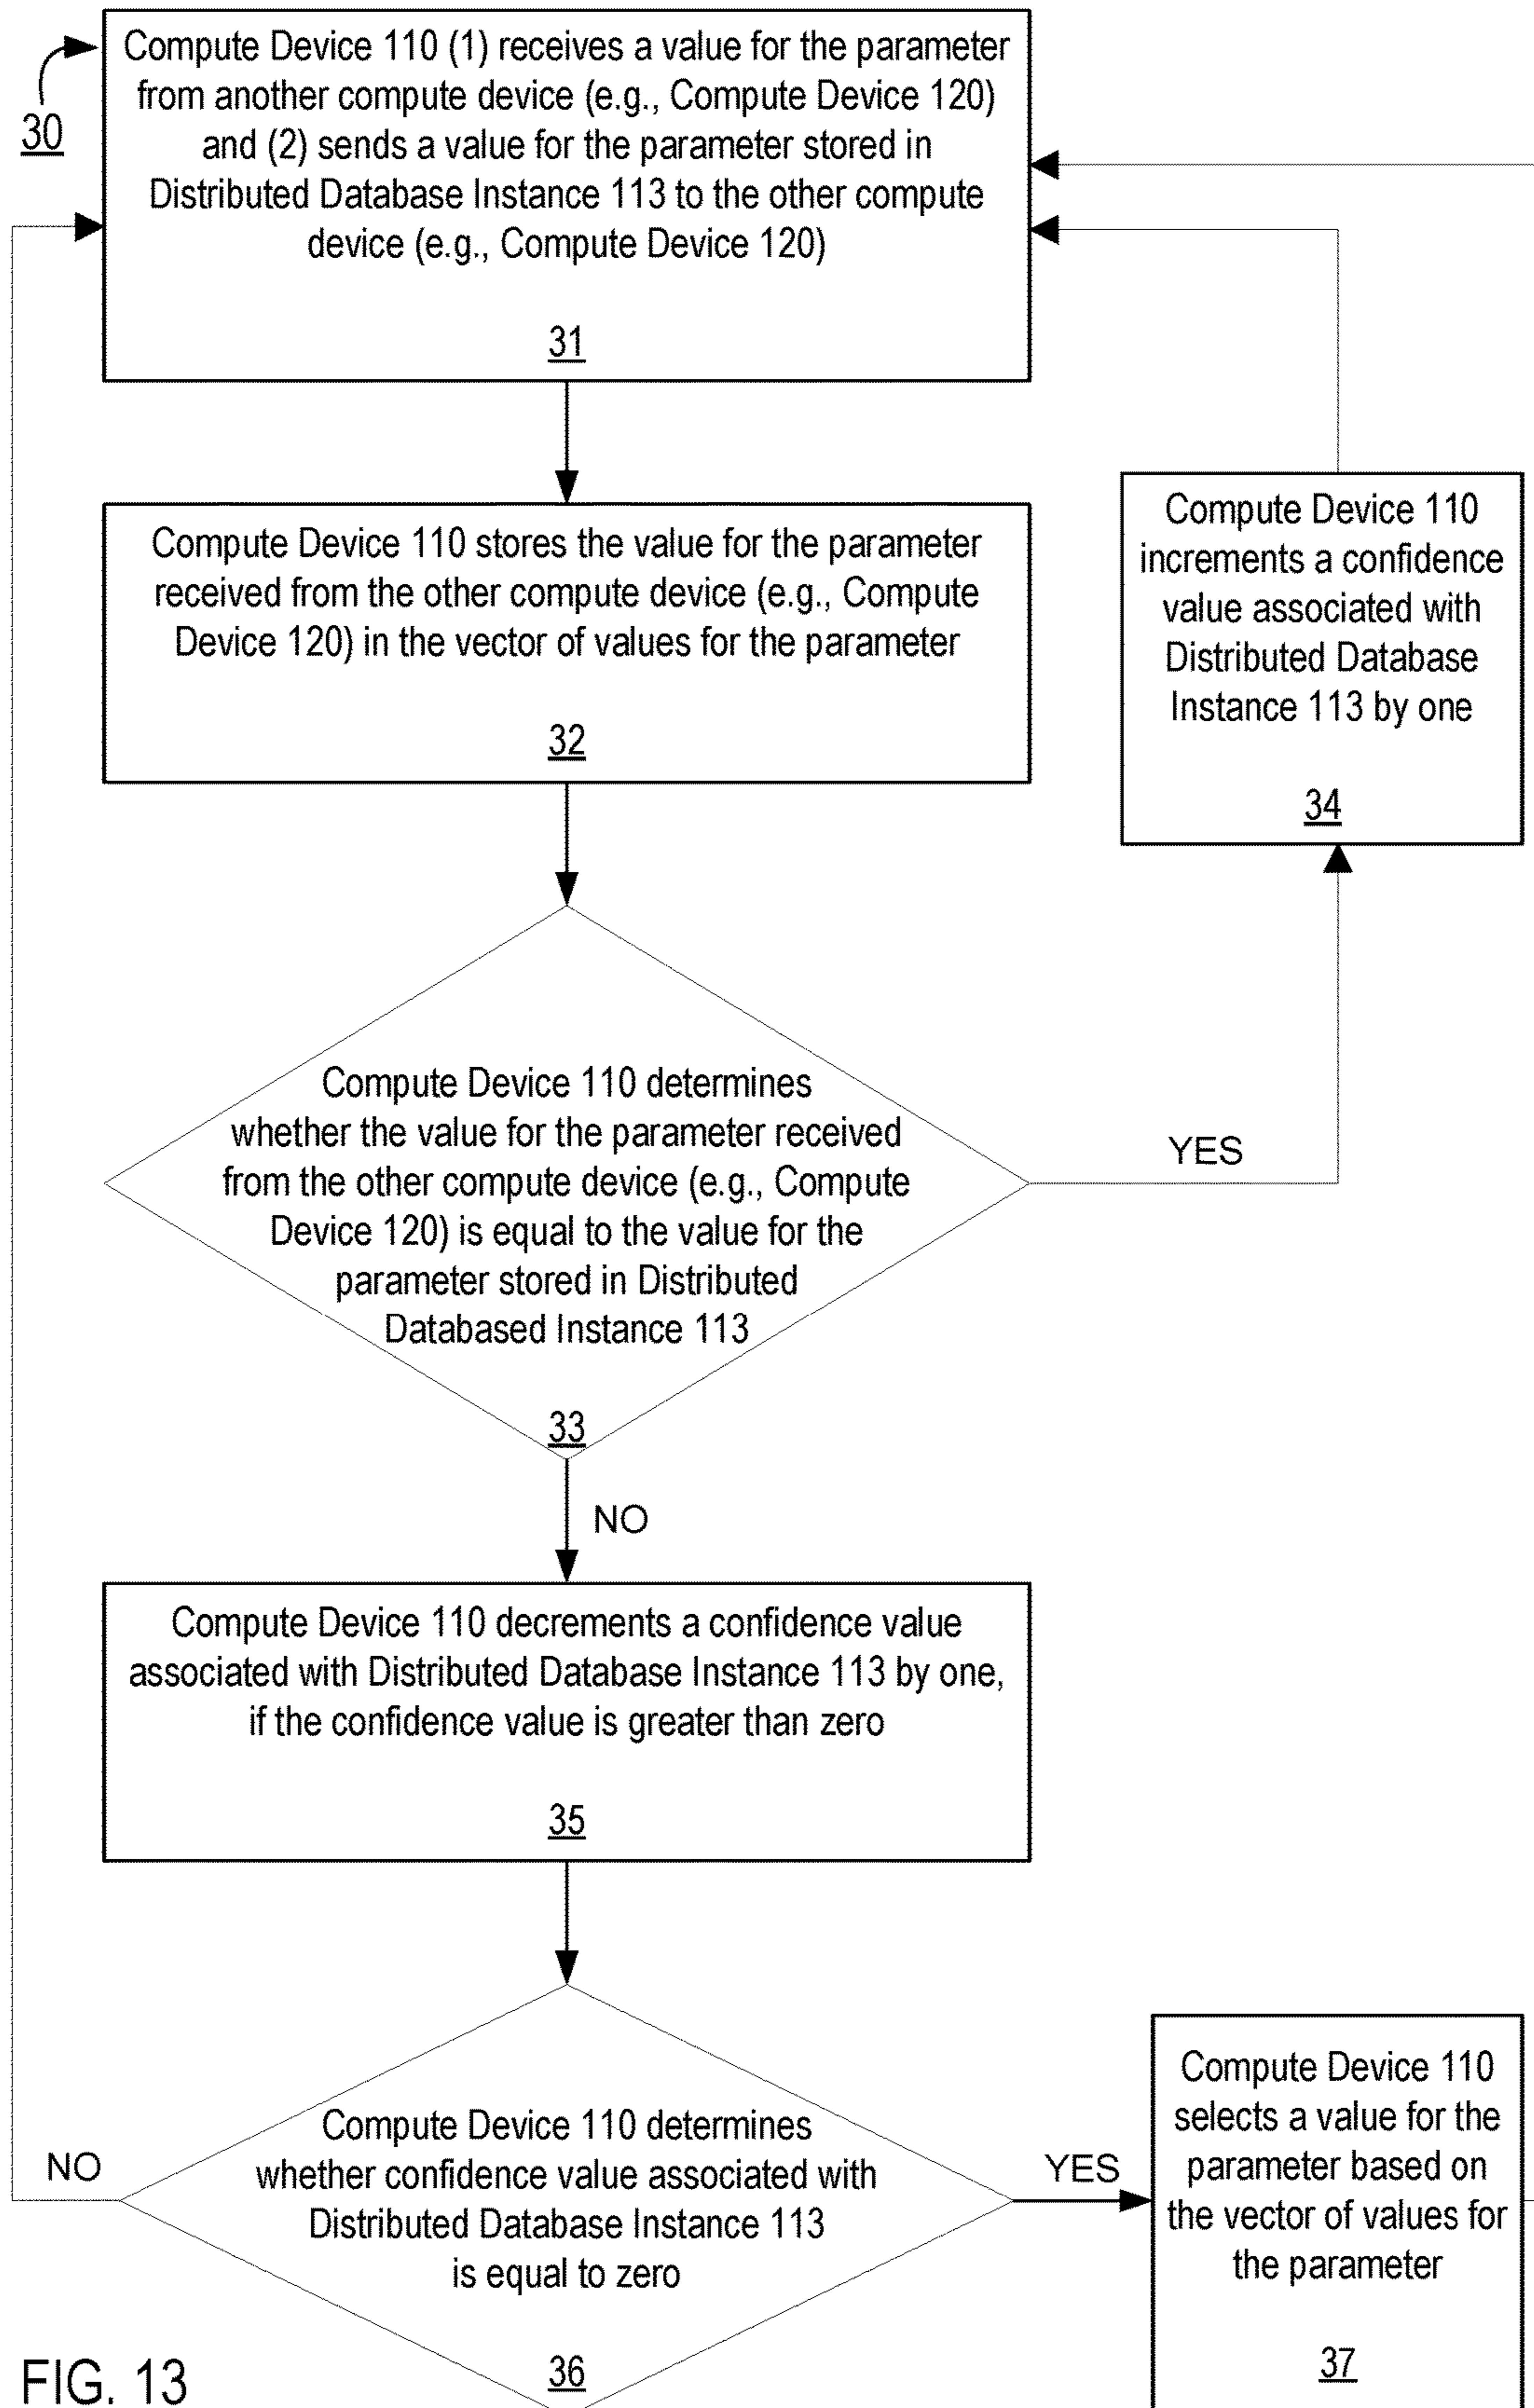 30
Compute Device 110 (1) receives a value for the parameter
from another compute device (e.g., Compute Device 120)
and (2) sends a value for the parameter stored in
Distributed Database Instance 113 to the other compute
device (e.g., Compute Device 120)
31
Compute Device 110 stores the value for the parameter
received from the other compute device (e.g., Compute
Device 120) in the vector of values for the parameter
32
Compute Device 110
increments a confidence
value associated with
Distributed Database
Instance 113 by one
34
Compute Device 110 determines
whether the value for the parameter received
from the other compute device (e.g., Compute
Device 120) is equal to the value for the
parameter stored in Distributed
Databased Instance 113
33
YES
NO
Compute Device 110 decrements a confidence value
associated with Distributed Database Instance 113 by one,
if the confidence value is greater than zero
35
Compute Device 110 determines
whether confidence value associated with
Distributed Database Instance 113
is equal to zero
36
NO
YES
Compute Device 110
selects a value for the
parameter based on
the vector of values for
the parameter
37
FIG. 13